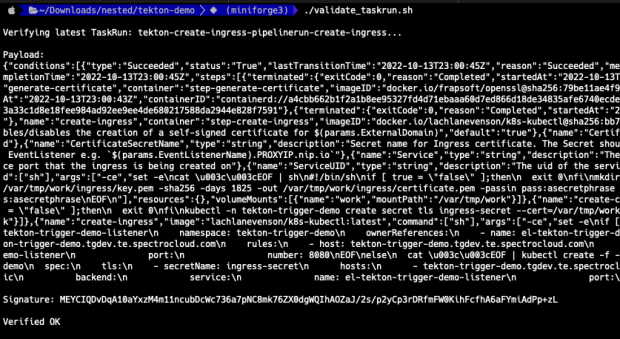 ~/Downloads/nested/tekton-demo (miniforge3) ./validate_taskrun.sh
Verifying latest TaskRun: tekton-create-ingress-pipelinerun-create-ingress...
Payload:
{"conditions":[{"type":"Succeeded","status":"True","lastTransitionTime":"2022-10-13T23:00:45Z","reason":"Succeeded","me
mpletionTime":"2022-10-13T23:00:45Z","steps":[{"terminated":{"exitCode":0,"reason":"Completed","startedAt":"2022-10-13T
"generate-certificate","container":"step-generate-certificate","imageID":"docker.io/frapsoft/openssl@sha256:79be11ae4f9
At":"2022-10-13T23:00:43Z","containerID":"containerd://a4cbb662b1f2a1b8ee95327fd4d71ebaaa60d7ed866d18de34835afe6740cede
3a33c1d8e18fee984ad92ee9ee4de680217588da2944e828f7591"},{"terminated":{"exitCode":0,"reason":"Completed","startedAt":"2
"},"name":"create-ingress","container":"step-create-ingress","imageID":"docker.io/lachlanevenson/k8s-kubectl@sha256:bb7
bles/disables the creation of a self-signed certificate for $(params.ExternalDomain)","default":"true"},{"name":"Certif
d"},{"name":"CertificateSecretName","type":"string","description":"Secret name for Ingress certificate. The Secret shou
EventListener e.g. `$(params.EventListenerName).PROXYIP.nip.io`"},{"name":"Service","type":"string","description":"The
ce port that the ingress is being created on"},{"name":"ServiceUID","type":"string","description":"The uid of the servi
d":["sh"],"args":["-ce","set -e\ncat \u003c\u003cEOF | sh\n#!/bin/sh\nif [ true = \"false\" ];then\n  exit 0\nfi\nmkdir
/var/tmp/work/ingress/key.pem -sha256 -days 1825 -out /var/tmp/work/ingress/certificate.pem -passin pass:asecretphrase
s:asecretphrase\nEOF\n"],"resources":{},"volumeMounts":[{"name":"work","mountPath":"/var/tmp/work"}]},{"name":"create-c
= \"false\" ];then\n  exit 0\nfi\nkubectl -n tekton-trigger-demo create secret tls ingress-secret --cert=/var/tmp/work/
k"}]},{"name":"create-ingress","image":"lachlanevenson/k8s-kubectl:latest","command":["sh"],"args":["-ce","set -e\nif [
tekton-trigger-demo-listener\n namespace: tekton-trigger-demo\n ownerReferences:\n - name: el-tekton-trigger-demo
on-trigger-demo.tgdev.te.spectrocloud.com\n rules:\n - host: tekton-trigger-demo.tgdev.te.spectrocloud.com\n
emo-listener\n port:\n number: 8080\nEOF\nelse\n cat \u003c\u003cEOF | kubectl create -f -
demo\n spec:\n tls:\n - secretName: ingress-secret\n hosts:\n - tekton-trigger-demo.tgdev.te.spectrocl
ic\n backend:\n service:\n name: el-tekton-trigger-demo-listener\n port:\
Signature: MEYCIQDvDqA10aYxzM4m11ncubDcWc736a7pNC8mk76ZX0dgWQIhAOZaJ/2s/p2yCp3rDRfmFW0KihFcfhA6aFYmiAdPp+zL
Verified OK